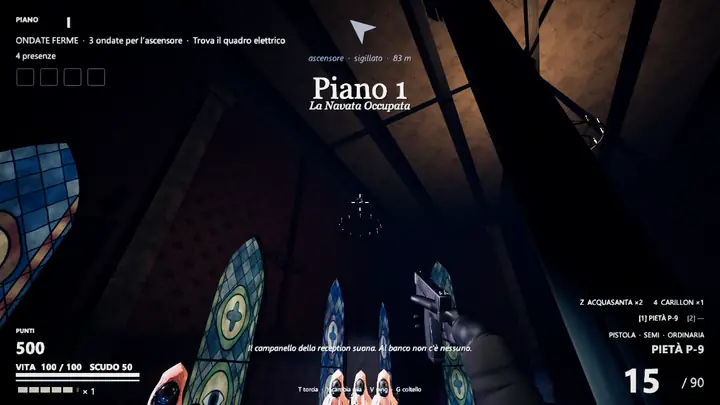 PIANO 1
ONDATE FERME · 3 ondate per l'ascensore · Trova il quadro elettrico
4 presenze
ascensore · sigillato · 83 m
Piano 1
La Navata Occupata
Z ACQUASANTA ×2 4 CARILLON ×1
[1] PIETÀ P-9 [2] —
PISTOLA · SEMI · ORDINARIA
PIETÀ P-9
15 / 90
PUNTI
500
VITA 100 / 100 SCUDO 50
× 1
Il campanello della reception suona. Al banco non c'è nessuno.
T torcia · cambia · V · G coltello